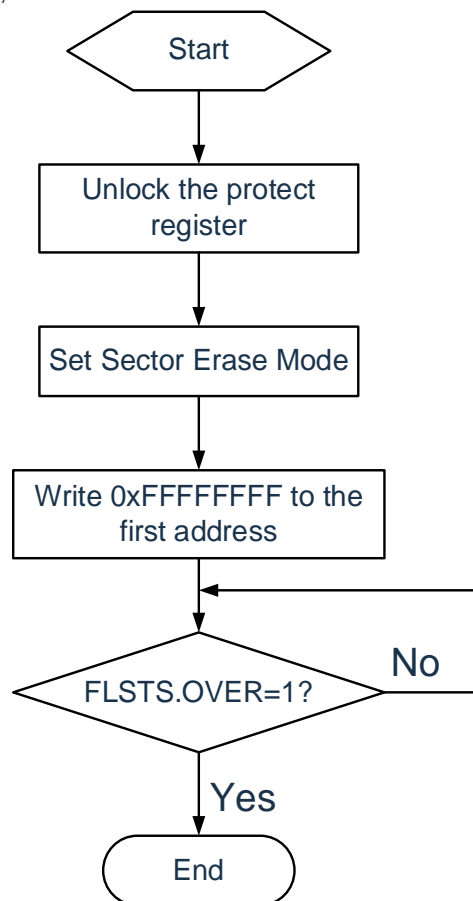 Start
Unlock the protect
register
Set Sector Erase Mode
Write 0xFFFFFFFF to the
first address
FLSTS.OVER=1?
No
Yes
End